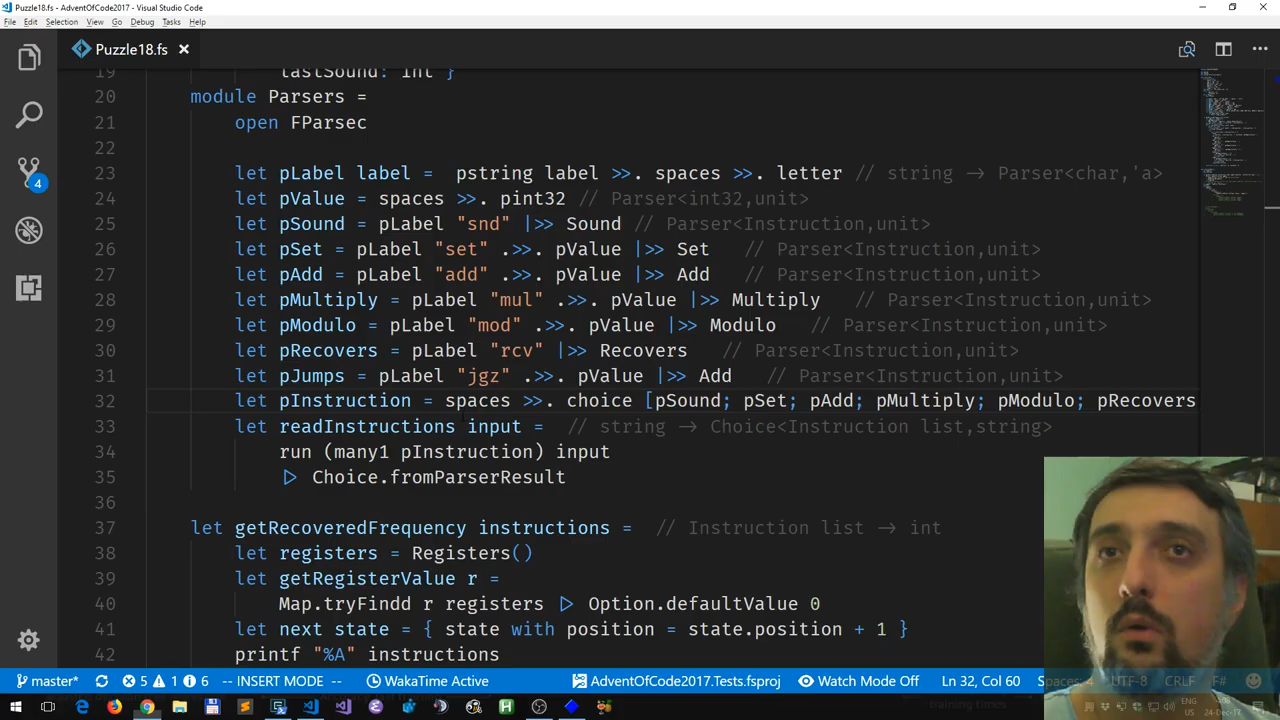 Puzzle18.fs - AdventOfCode2017 - Visual Studio Code
File Edit Selection View Go Debug Tasks Help
Puzzle18.fs
19 lastSound: int }
20 module Parsers =
21 open FParsec
22
23 let pLabel label = pstring label >>. spaces >>. letter // string -> Parser<char,'a>
24 let pValue = spaces >>. pint32 // Parser<int32,unit>
25 let pSound = pLabel "snd" |>> Sound // Parser<Instruction,unit>
26 let pSet = pLabel "set" .>>. pValue |>> Set // Parser<Instruction,unit>
27 let pAdd = pLabel "add" .>>. pValue |>> Add // Parser<Instruction,unit>
28 let pMultiply = pLabel "mul" .>>. pValue |>> Multiply // Parser<Instruction,unit>
29 let pModulo = pLabel "mod" .>>. pValue |>> Modulo // Parser<Instruction,unit>
30 let pRecovers = pLabel "rcv" |>> Recovers // Parser<Instruction,unit>
31 let pJumps = pLabel "jgz" .>>. pValue |>> Add // Parser<Instruction,unit>
32 let pInstruction = spaces >>. choice [pSound; pSet; pAdd; pMultiply; pModulo; pRecovers
33 let readInstructions input = // string -> Choice<Instruction list,string>
34 run (many1 pInstruction) input
35 |> Choice.fromParserResult
36
37 let getRecoveredFrequency instructions = // Instruction list -> int
38 let registers = Registers()
39 let getRegisterValue r =
40 Map.tryFindd r registers |> Option.defaultValue 0
41 let next state = { state with position = state.position + 1 }
42 printf "%A" instructions
4
master* 5 1 6 -- INSERT MODE -- WakaTime Active AdventOfCode2017.Tests.fsproj Watch Mode Off Ln 32, Col 60 Spaces: 4 UTF-8 CRLF F#
ENG
US
24-Dec-17